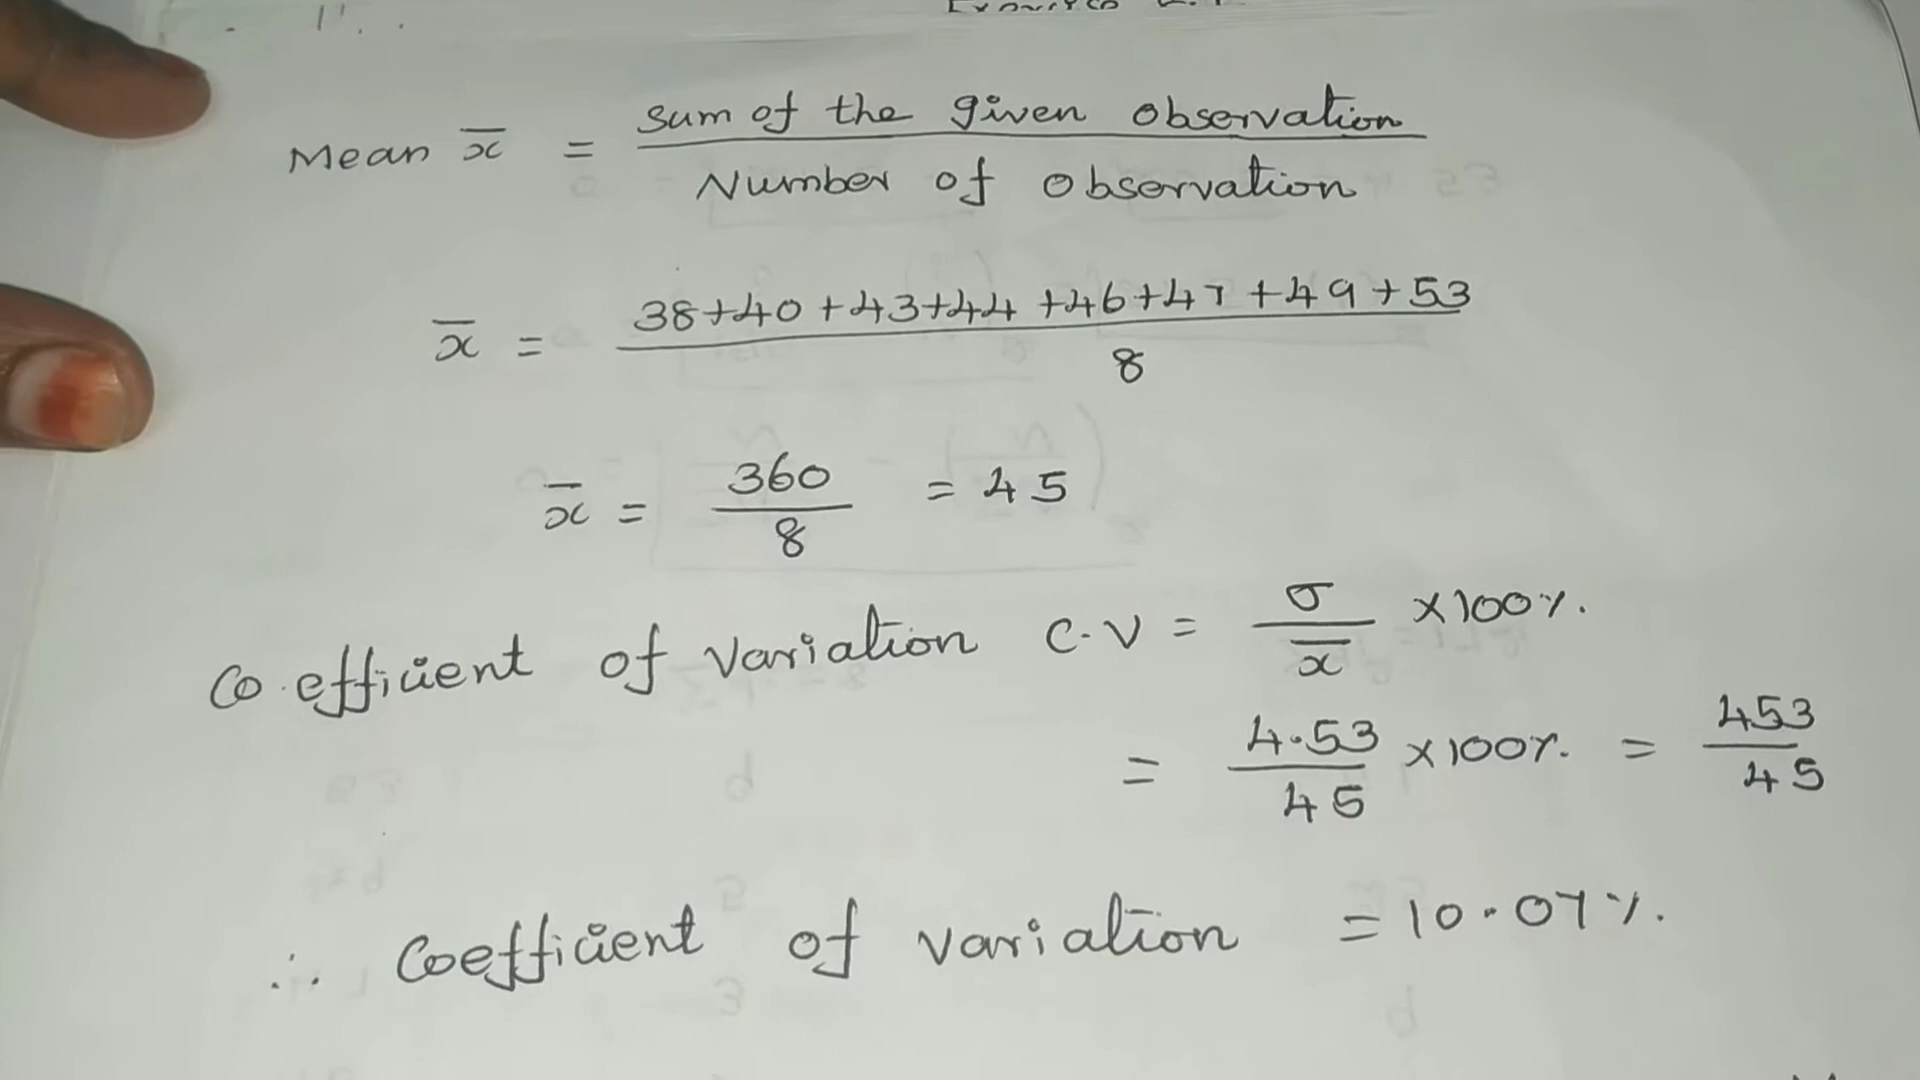 Mean x̄ = sum of the given observation / Number of observation
x̄ = 38+40+43+44+46+47+49+53 / 8
x̄ = 360 / 8 = 45
Co.efficient of variation C.V = σ / x̄ ×100%.
= 4.53 / 45 ×100%. = 453 / 45
∴ Coefficient of variation = 10.07%.